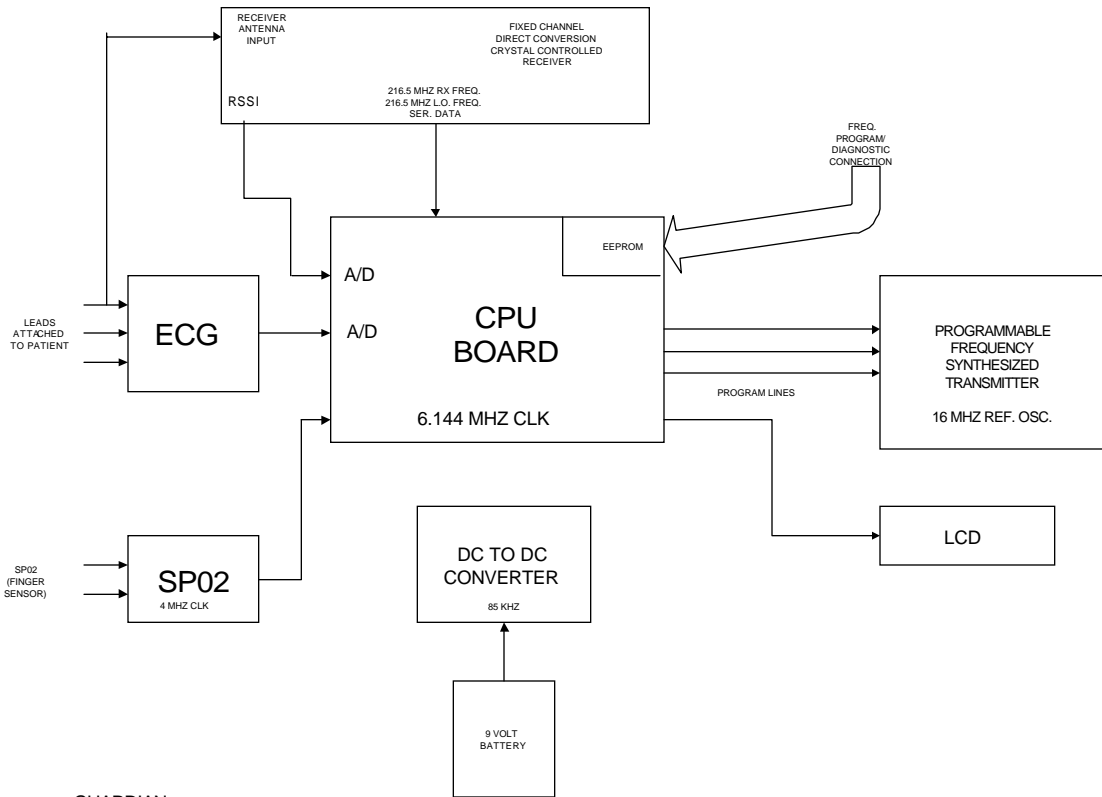 RECEIVER
ANTENNA
INPUT
FIXED CHANNEL
DIRECT CONVERSION
CRYSTAL CONTROLLED
RECEIVER
216.5 MHZ RX FREQ.
216.5 MHZ L.O. FREQ.
SER. DATA
RSSI
FREQ.
PROGRAM/
DIAGNOSTIC
CONNECTION
EEPROM
A/D
A/D
CPU
BOARD
6.144 MHZ CLK
LEADS
ATTACHED
TO PATIENT
ECG
PROGRAM LINES
PROGRAMMABLE
FREQUENCY
SYNTHESIZED
TRANSMITTER
16 MHZ REF. OSC.
LCD
SP02
(FINGER
SENSOR)
SP02
4 MHZ CLK
DC TO DC
CONVERTER
85 KHZ
9 VOLT
BATTERY